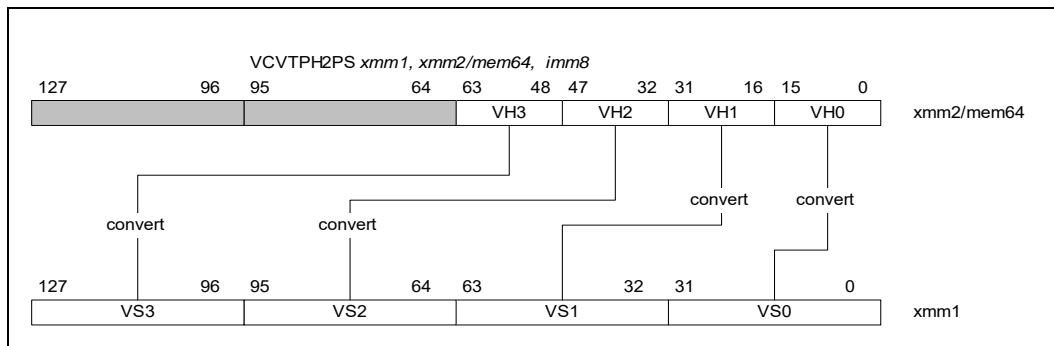 VCVTPH2PS xmm1, xmm2/mem64, imm8
127 96 95 64 63 48 47 32 31 16 15 0
VH3 VH2 VH1 VH0 xmm2/mem64
convert convert
convert convert
127 96 95 64 63 32 31 0
VS3 VS2 VS1 VS0 xmm1